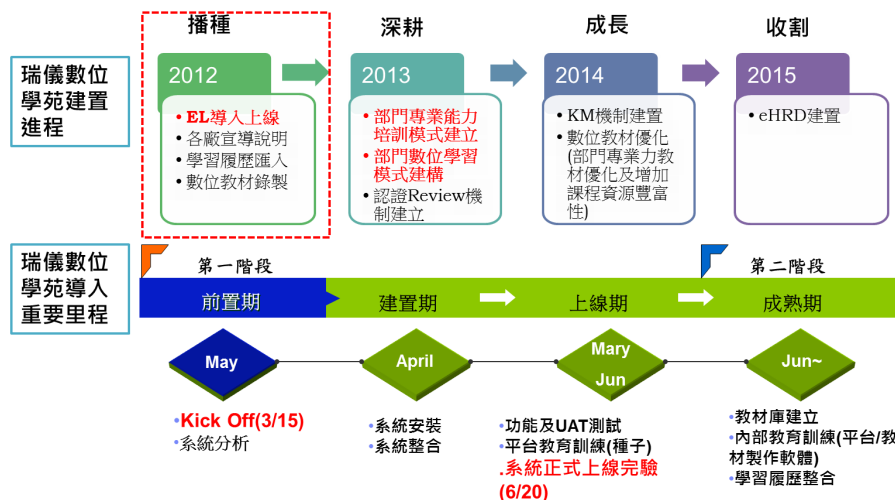 播種
深耕
成長
收割
瑞儀數位
學苑建置
進程
2012
•EL導入上線
•各廠宣導說明
•學習履歷匯入
•數位教材錄製
2013
•部門專業能力
培訓模式建立
•部門數位學習
模式建構
•認證Review機
制建立
2014
•KM機制建置
•數位教材優化
(部門專業力教
材優化及增加
課程資源豐富
性)
2015
•eHRD建置
瑞儀數位
學苑導入
重要里程
第一階段
第二階段
前置期
建置期
上線期
成熟期
May
April
Mary
Jun
Jun~
•Kick Off(3/15)
•系統分析
•系統安裝
•系統整合
•功能及UAT測試
•平台教育訓練(種子)
.系統正式上線完驗
(6/20)
•教材庫建立
•內部教育訓練(平台/教
材製作軟體)
•學習履歷整合